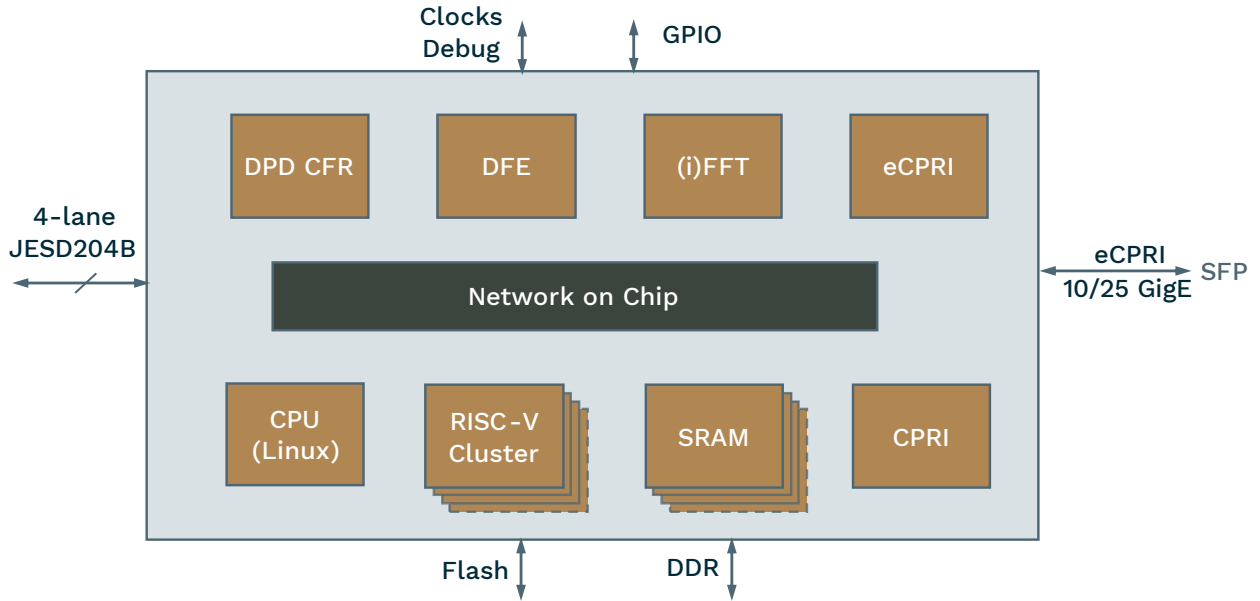 Clocks
Debug
GPIO
DPD CFR
DFE
(i)FFT
eCPRI
4-lane
JESD204B
eCPRI
10/25 GigE
SFP
Network on Chip
CPU
(Linux)
RISC-V
Cluster
SRAM
CPRI
Flash
DDR